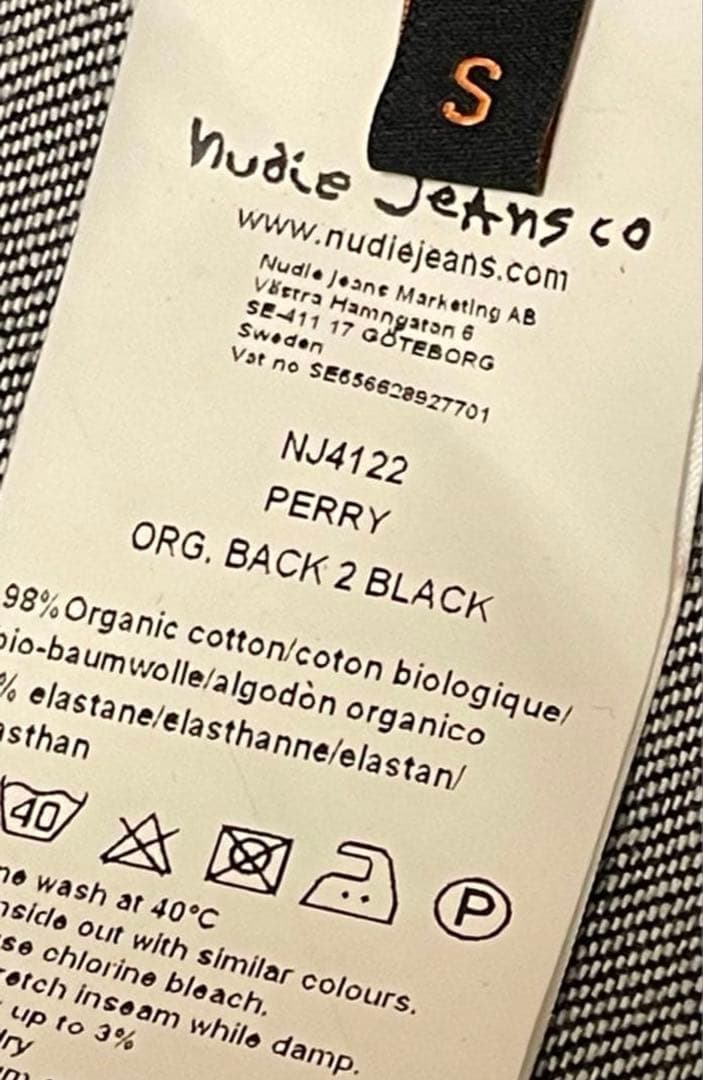 S
nudie Jeans co
www.nudiejeans.com
Nudie Jeans Marketing AB
Västra Hamngatan 6
SE-411 17 GÖTEBORG
Sweden
Vat no SE656628927701
NJ4122
PERRY
ORG. BACK 2 BLACK
98% Organic cotton/coton biologique/
bio-baumwolle/algodòn organico
% elastane/elasthanne/elastan/
asthan
40
P
ne wash at 40°C
nside out with similar colours.
se chlorine bleach.
retch inseam while damp.
up to 3%
dry